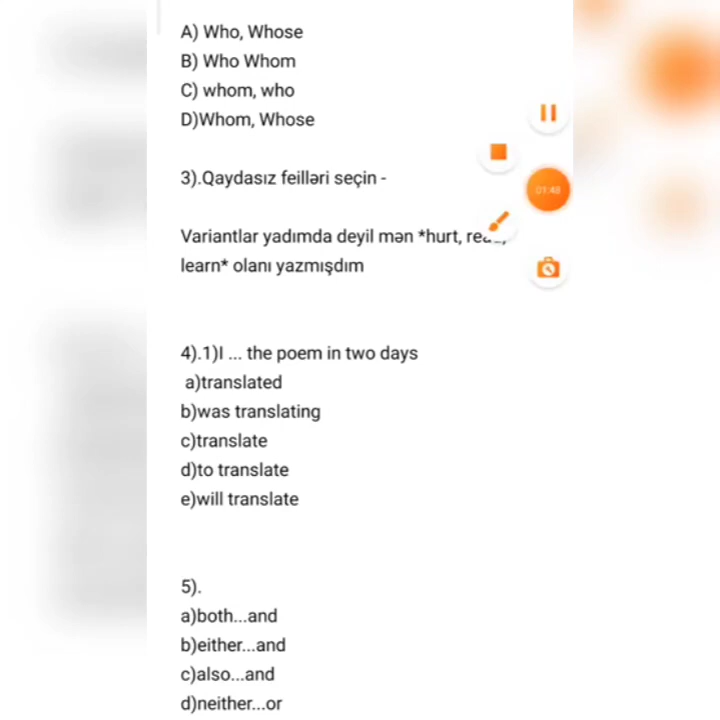 A) Who, Whose
B) Who Whom
C) whom, who
D)Whom, Whose
01:48
3).Qaydasız feilləri seçin -
Variantlar yadımda deyil mən *hurt,
learn* olanı yazmışdım
4).1)I ... the poem in two days
a)translated
b)was translating
c)translate
d)to translate
e)will translate
5).
a)both...and
b)either...and
c)also...and
d)neither...or